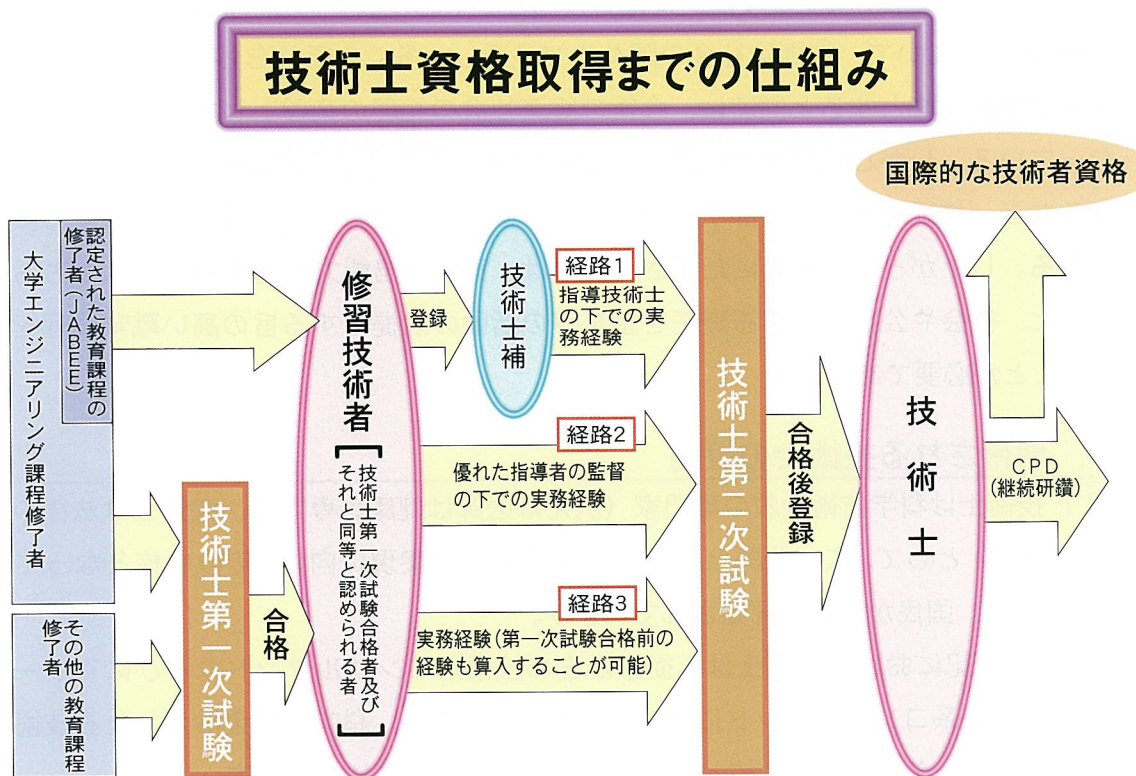 技術士資格取得までの仕組み
国際的な技術者資格
大学エンジニアリング課程修了者
認定された教育課程の
修了者(JABEE)
その他の教育課程
修了者
技術士第一次試験
合格
修習技術者
技術士第一次試験合格者及び
それと同等と認められる者
登録
技術士補
経路1
指導技術士
の下での実
務経験
経路2
優れた指導者の監督
の下での実務経験
経路3
実務経験(第一次試験合格前の
経験も算入することが可能)
技術士第二次試験
合格後登録
技術士
CPD
(継続研鑽)